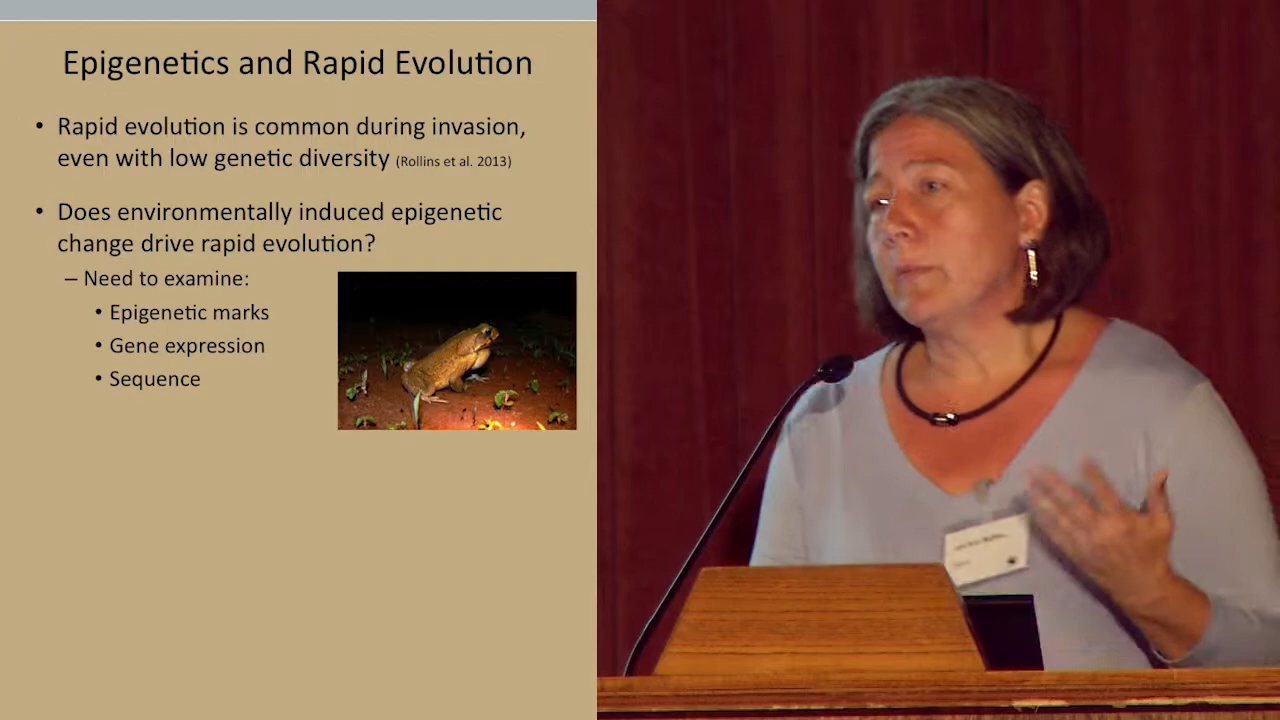 Epigenetics and Rapid Evolution
• Rapid evolution is common during invasion,
even with low genetic diversity (Rollins et al. 2013)
• Does environmentally induced epigenetic
change drive rapid evolution?
– Need to examine:
• Epigenetic marks
• Gene expression
• Sequence